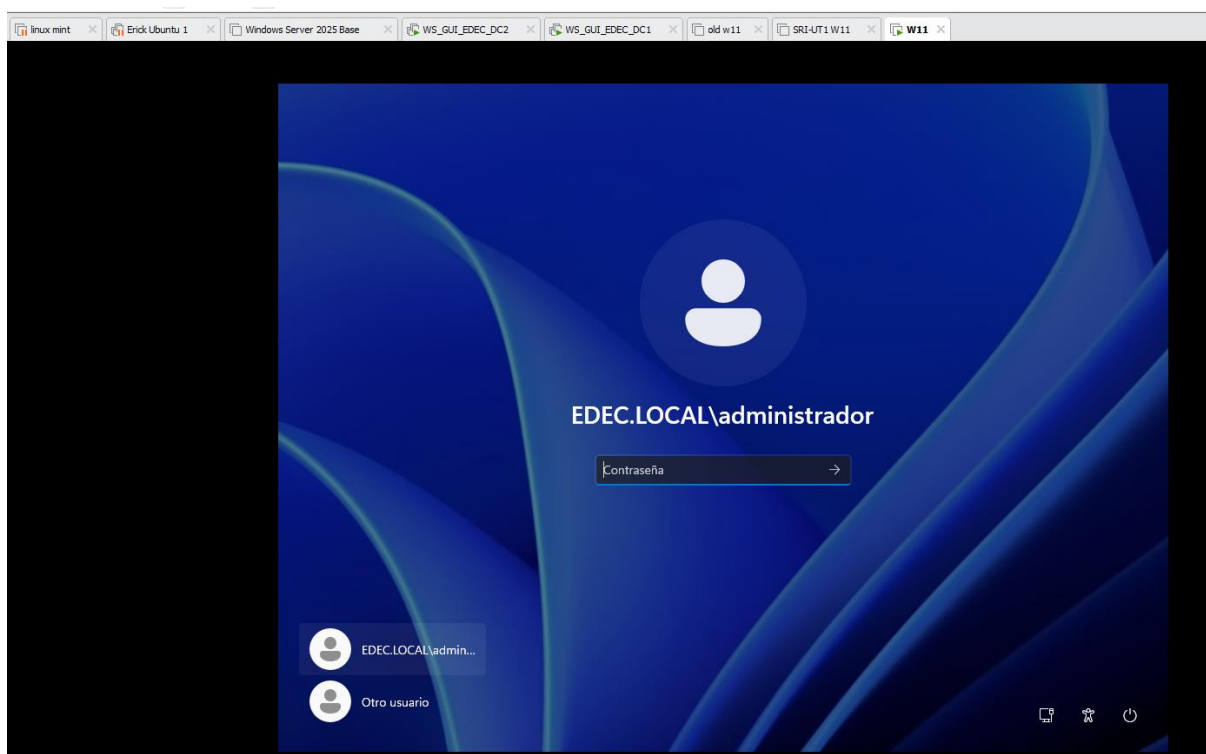 linux mint
Erick Ubuntu 1
Windows Server 2025 Base
WS_GUI_EDEC_DC2
WS_GUI_EDEC_DC1
old w11
SRI-UT1 W11
W11
EDEC.LOCAL\administrador
Contraseña
EDEC.LOCAL\admin...
Otro usuario